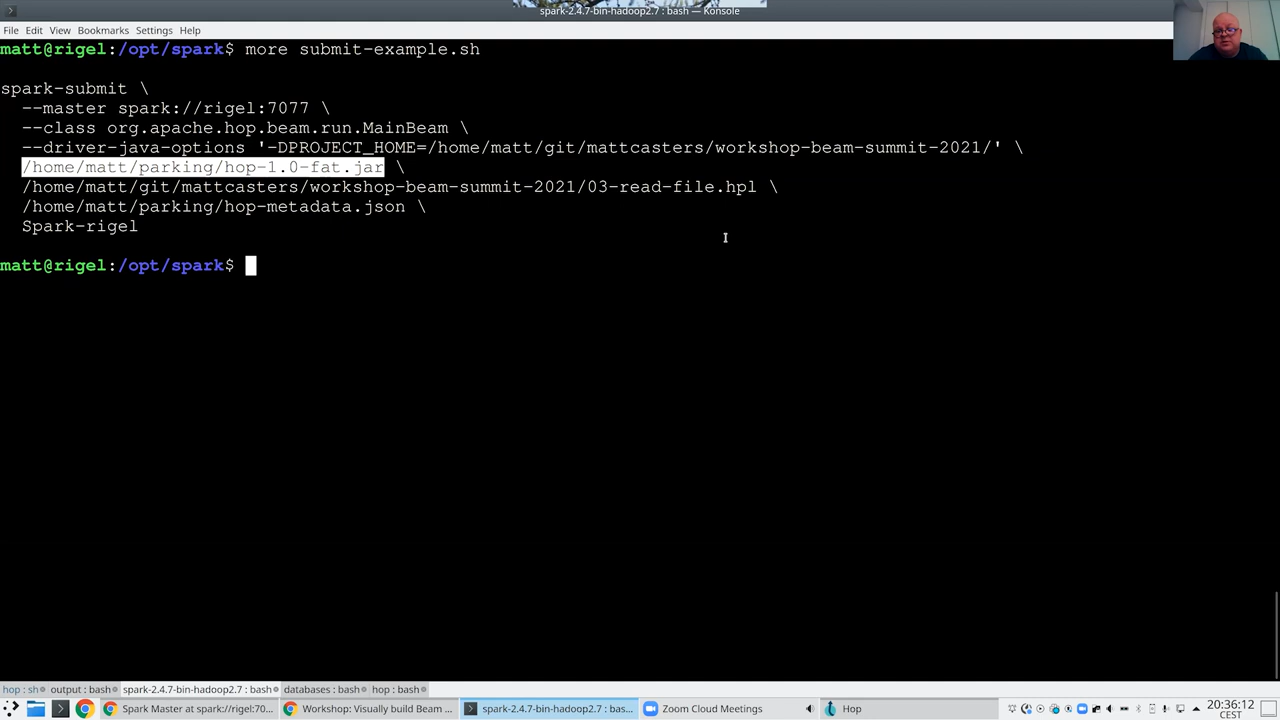 spark-2.4.7-bin-hadoop2.7 : bash — Konsole
File Edit View Bookmarks Settings Help
matt@rigel:/opt/spark$ more submit-example.sh
spark-submit \
--master spark://rigel:7077 \
--class org.apache.hop.beam.run.MainBeam \
--driver-java-options '-DPROJECT_HOME=/home/matt/git/mattcasters/workshop-beam-summit-2021/' \
/home/matt/parking/hop-1.0-fat.jar \
/home/matt/git/mattcasters/workshop-beam-summit-2021/03-read-file.hpl \
/home/matt/parking/hop-metadata.json \
Spark-rigel
matt@rigel:/opt/spark$
hop : sh output : bash spark-2.4.7-bin-hadoop2.7 : bash databases : bash hop : bash
Spark Master at spark://rigel:70... Workshop: Visually build Beam ... spark-2.4.7-bin-hadoop2.7 : bas... Zoom Cloud Meetings Hop 20:36:12
CEST